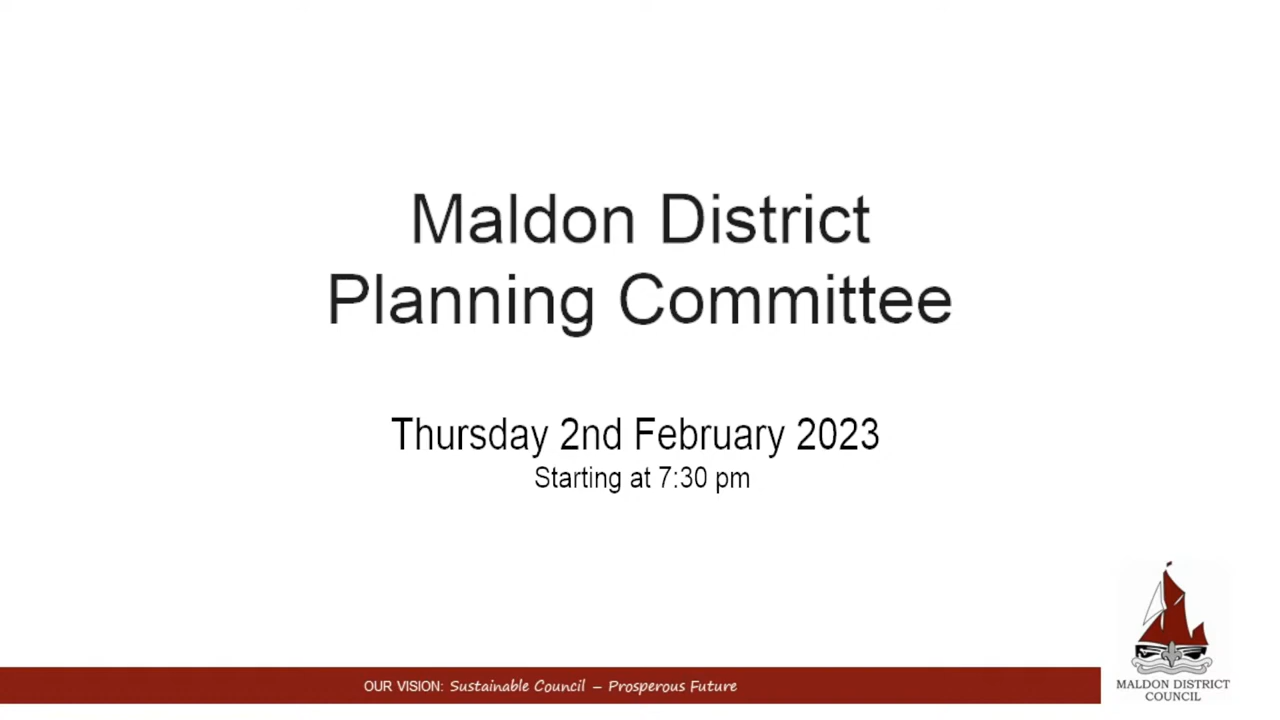 Maldon District
Planning Committee
Thursday 2nd February 2023
Starting at 7:30 pm
OUR VISION: Sustainable Council – Prosperous Future
MALDON DISTRICT
COUNCIL